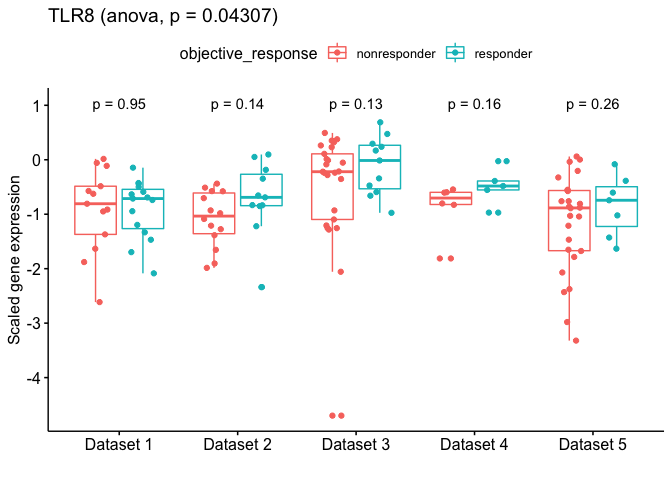 TLR8 (anova, p = 0.04307)
objective_response nonresponder responder
p = 0.95 p = 0.14 p = 0.13 p = 0.16 p = 0.26
1
0
-1
-2
-3
-4
Scaled gene expression
Dataset 1 Dataset 2 Dataset 3 Dataset 4 Dataset 5